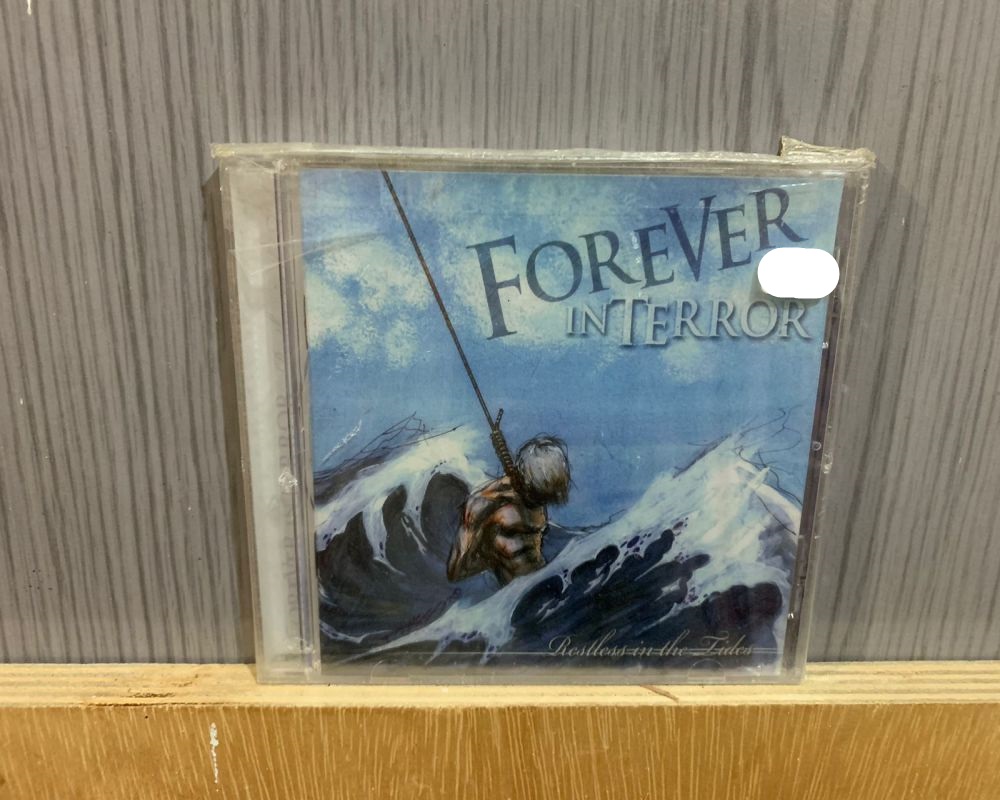 FOREVER
IN TERROR
Restless in the Tides